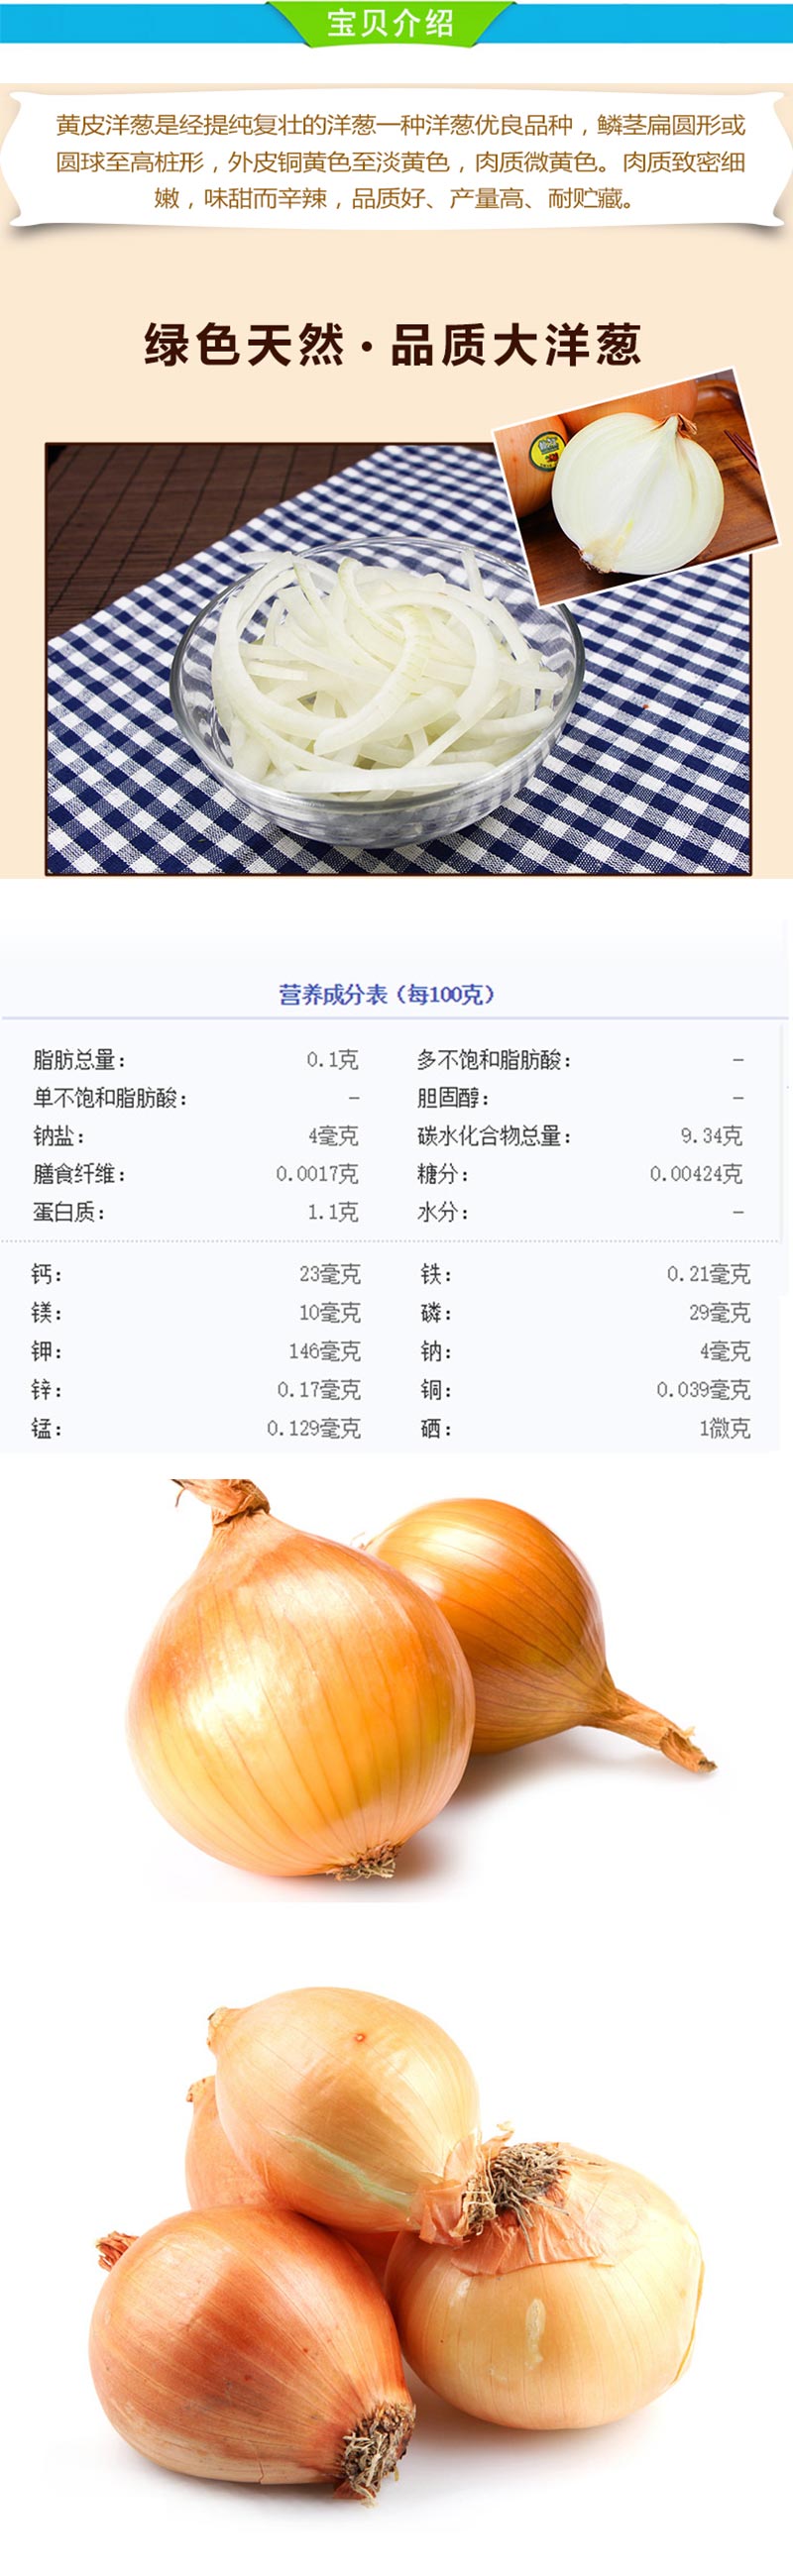 宝贝介绍
黄皮洋葱是经提纯复壮的洋葱一种洋葱优良品种，鳞茎扁圆形或
圆球至高桩形，外皮铜黄色至淡黄色，肉质微黄色。肉质致密细
嫩，味甜而辛辣，品质好、产量高、耐贮藏。
绿色天然·品质大洋葱
营养成分表（每100克）
脂肪总量： 0.1克 多不饱和脂肪酸： －
单不饱和脂肪酸： － 胆固醇： －
钠盐： 4毫克 碳水化合物总量： 9.34克
膳食纤维： 0.0017克 糖分： 0.00424克
蛋白质： 1.1克 水分： －
钙： 23毫克 铁： 0.21毫克
镁： 10毫克 磷： 29毫克
钾： 146毫克 钠： 4毫克
锌： 0.17毫克 铜： 0.039毫克
锰： 0.129毫克 硒： 1微克